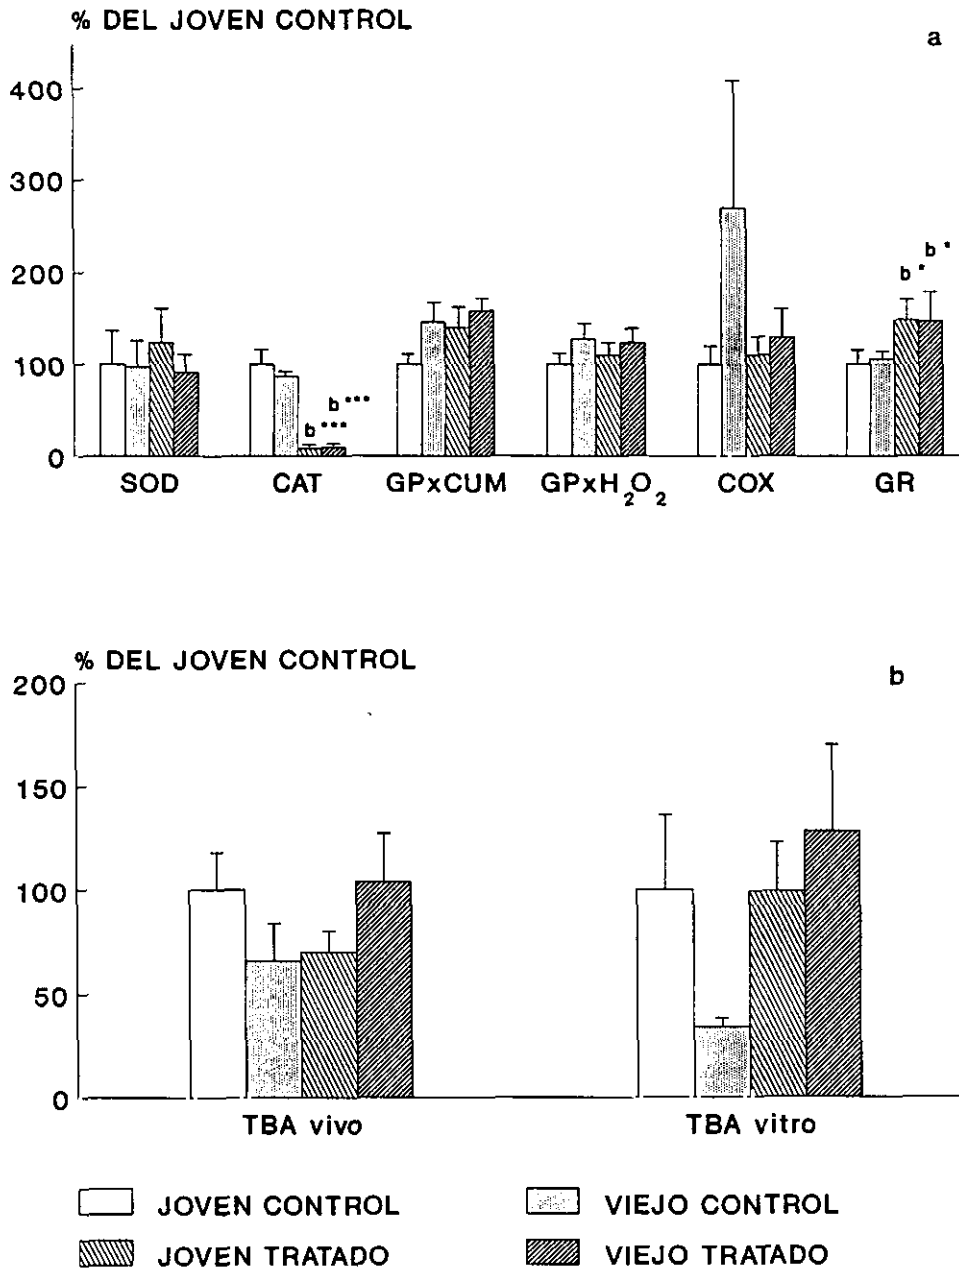 % DEL JOVEN CONTROL
a
400
300
200
100
0
b *
b *
b ***
b ***
SOD CAT GPxCUM GPxH₂O₂ COX GR
% DEL JOVEN CONTROL
b
200
150
100
50
0
TBA vivo TBA vitro
JOVEN CONTROL VIEJO CONTROL
JOVEN TRATADO VIEJO TRATADO